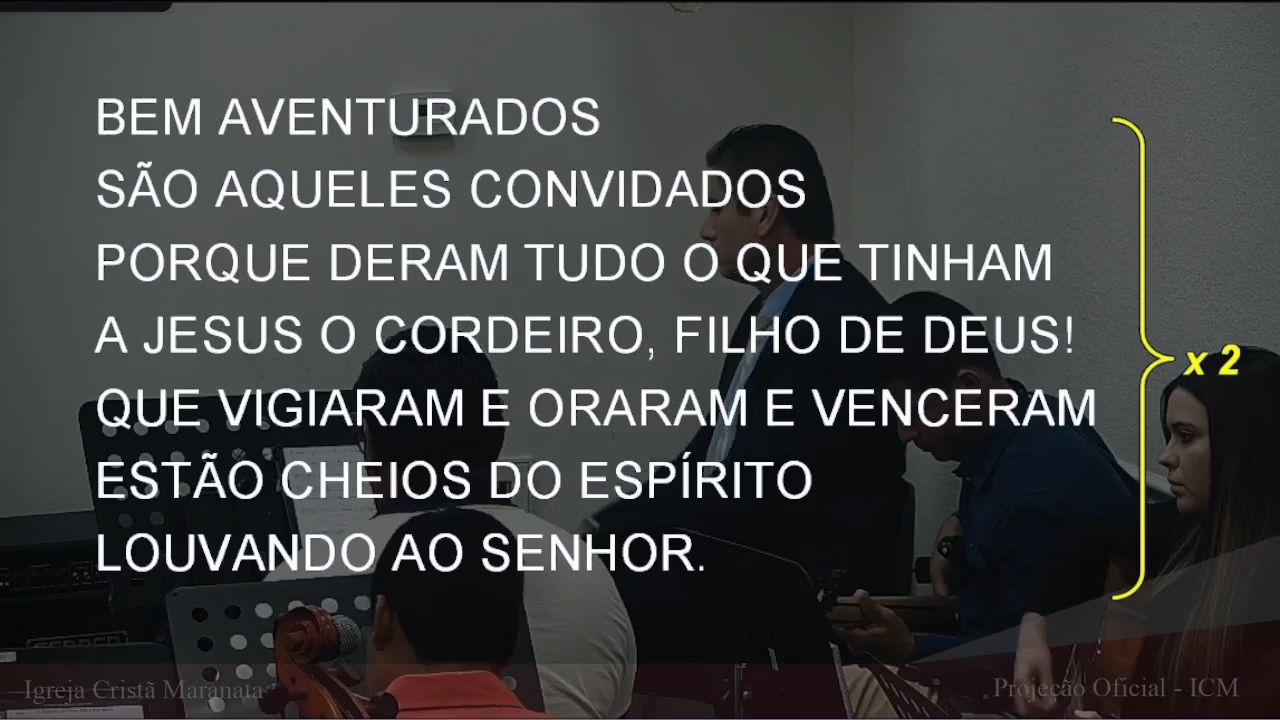 BEM AVENTURADOS
SÃO AQUELES CONVIDADOS
PORQUE DERAM TUDO O QUE TINHAM
A JESUS O CORDEIRO, FILHO DE DEUS!
QUE VIGIARAM E ORARAM E VENCERAM
ESTÃO CHEIOS DO ESPÍRITO
LOUVANDO AO SENHOR.
x 2
Igreja Cristã Maranata
Projeção Oficial - ICM